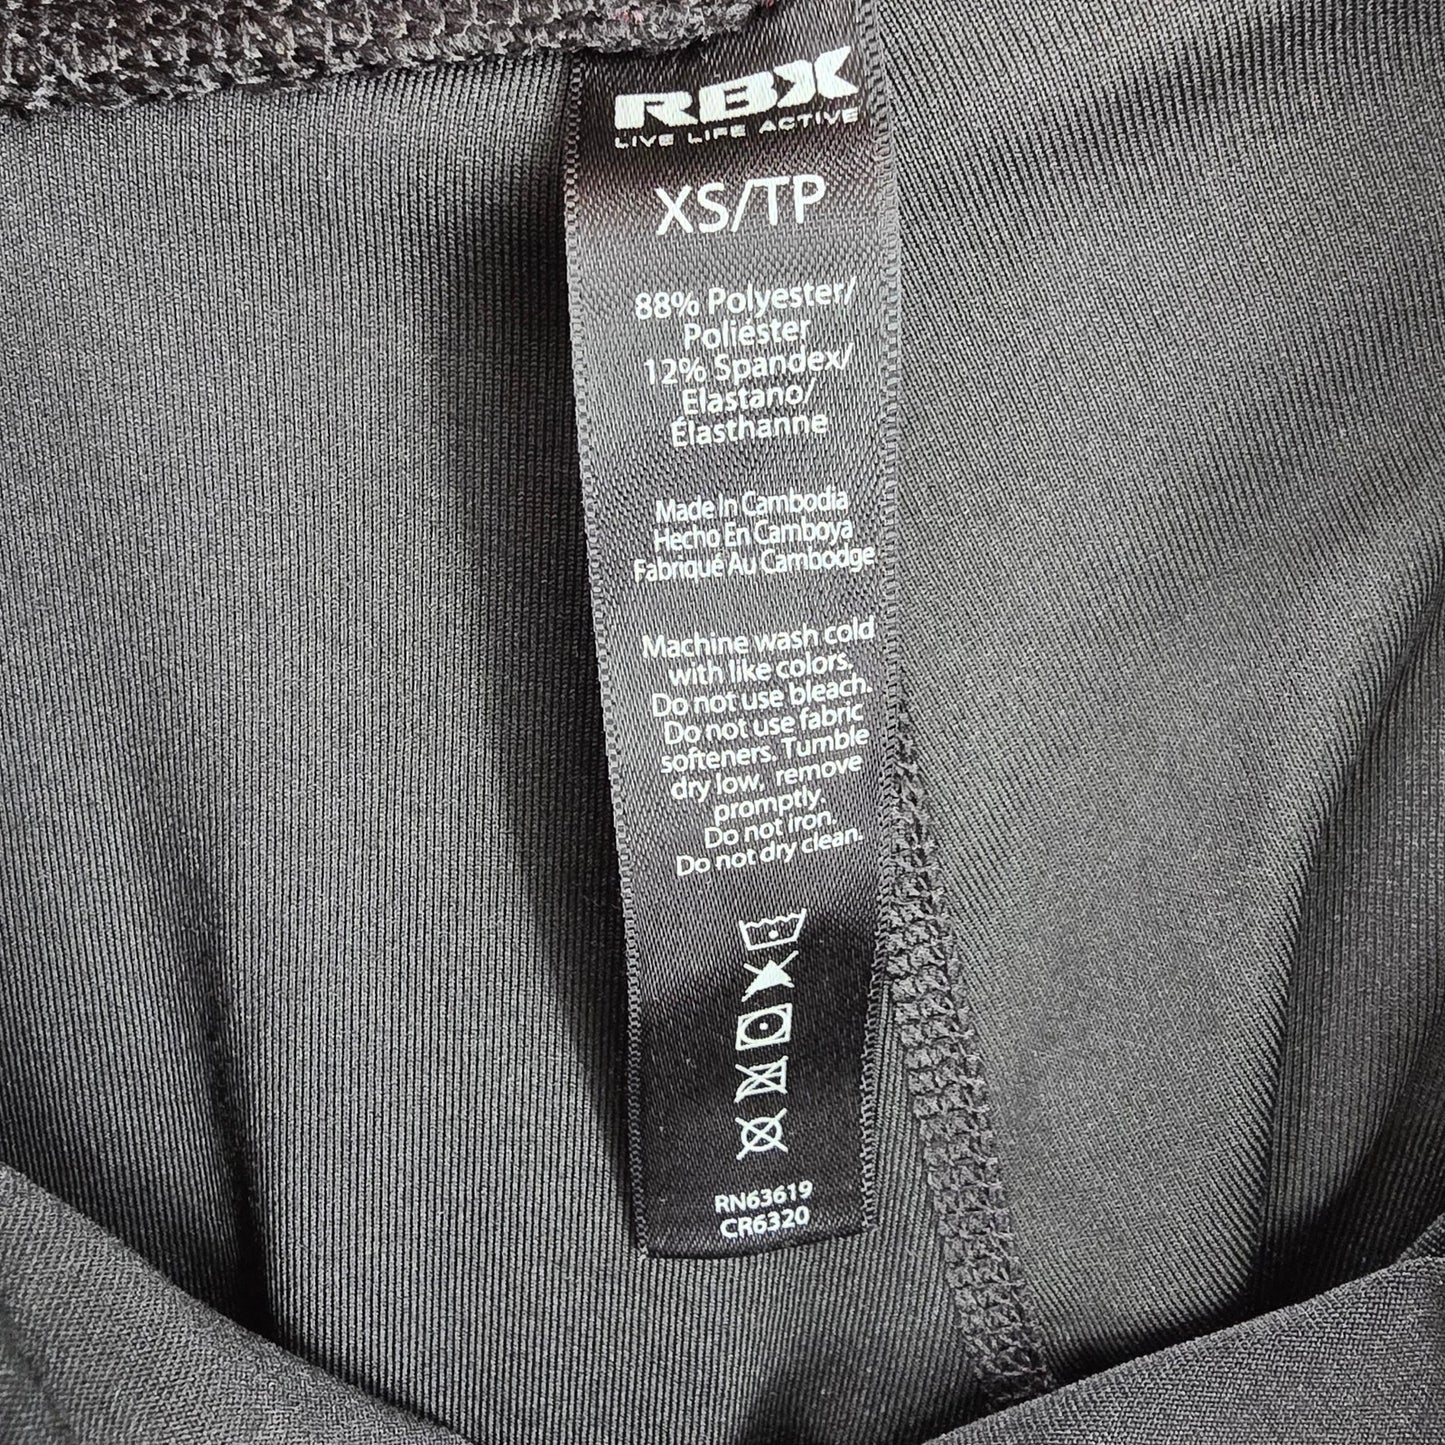 RBX
LIVE LIFE ACTIVE
XS/TP
88% Polyester/
Poliéster
12% Spandex/
Elastano/
Élasthanne
Made In Cambodia
Hecho En Camboya
Fabriqué Au Cambodge
Machine wash cold
with like colors.
Do not use bleach.
Do not use fabric
softeners. Tumble
dry low, remove
promptly.
Do not iron.
Do not dry clean.
RN63619
CR6320